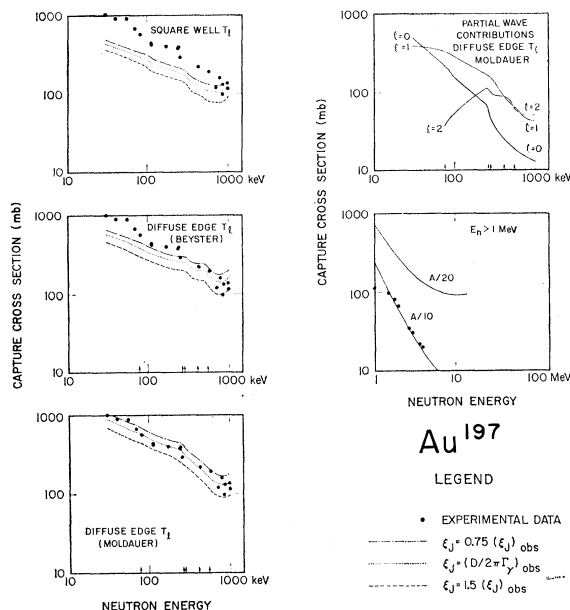 CAPTURE CROSS SECTION (mb)
1000
100
10
SQUARE WELL Tℓ
10
100
1000 keV
1000
100
10
DIFFUSE EDGE Tℓ
(BEYSTER)
10
100
1000 keV
1000
100
10
DIFFUSE EDGE Tℓ
(MOLDAUER)
10
100
1000 keV
NEUTRON ENERGY
CAPTURE CROSS SECTION (mb)
1000
100
10
PARTIAL WAVE
CONTRIBUTIONS
DIFFUSE EDGE Tℓ
MOLDAUER
ℓ=0
ℓ=1
ℓ=2
ℓ=2
ℓ=1
ℓ=0
10
100
1000 keV
1000
100
10
En > 1 MeV
A/20
A/10
1
10
100 MeV
NEUTRON ENERGY
Au197
LEGEND
• EXPERIMENTAL DATA
ξJ = 0.75 (ξJ) obs
ξJ = (D/2πΓγ) obs
ξJ = 1.5 (ξJ) obs